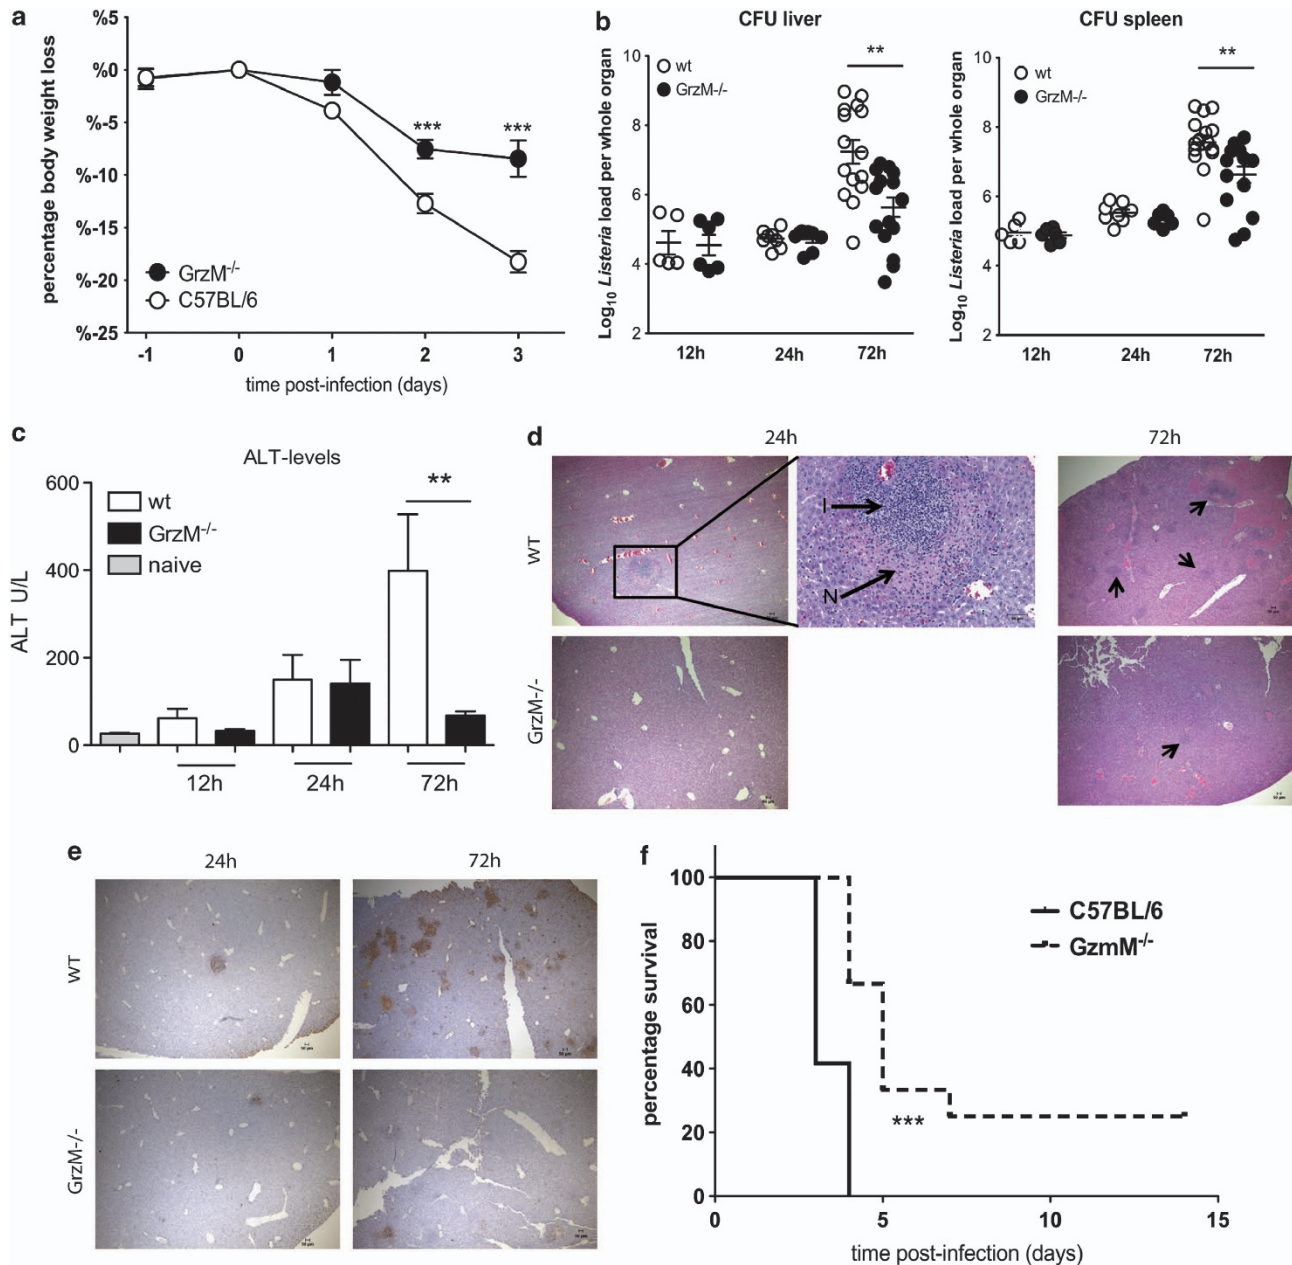 a
percentage body weight loss
%5
%0
%-5
%-10
%-15
%-20
%-25
*** ***
GrzM-/-
C57BL/6
-1 0 1 2 3
time post-infection (days)
b
CFU liver
Log10 Listeria load per whole organ
10
8
6
4
2
wt
GrzM-/-
**
12h 24h 72h
CFU spleen
Log10 Listeria load per whole organ
10
8
6
4
2
wt
GrzM-/-
**
12h 24h 72h
c
ALT-levels
ALT U/L
600
400
200
0
wt
GrzM-/-
naive
**
12h 24h 72h
d
24h 72h
WT
I
N
GrzM-/-
e
24h 72h
WT
GrzM-/-
f
percentage survival
100
80
60
40
20
0
C57BL/6
GzmM-/-
***
0 5 10 15
time post-infection (days)